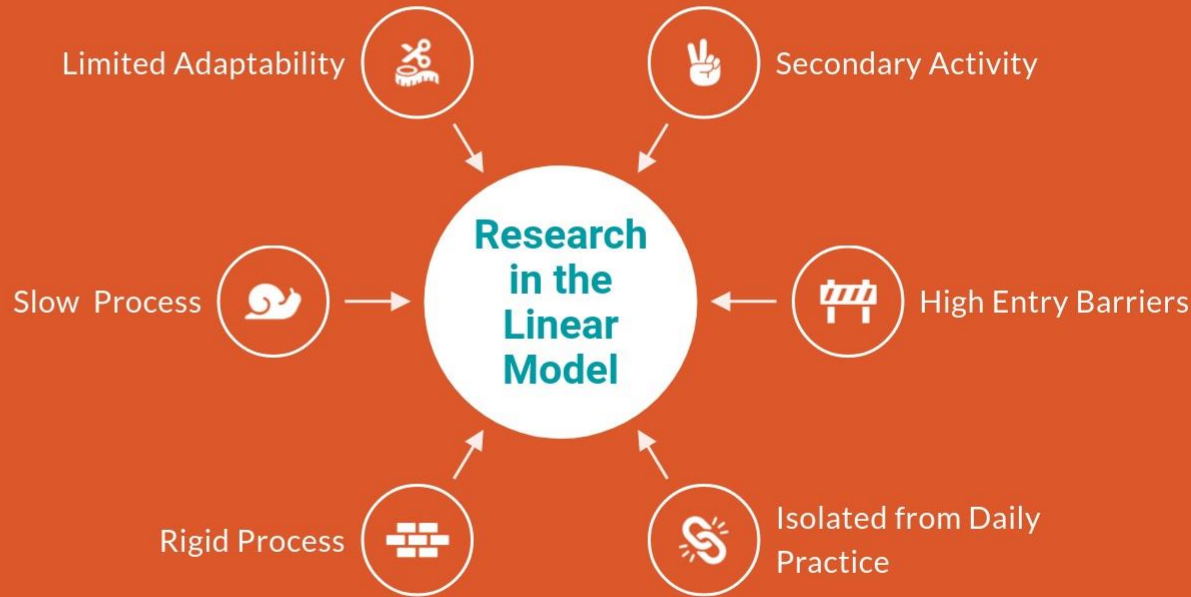 Limited Adaptability
Secondary Activity
Research
in the
Linear
Model
Slow Process
High Entry Barriers
Rigid Process
Isolated from Daily
Practice